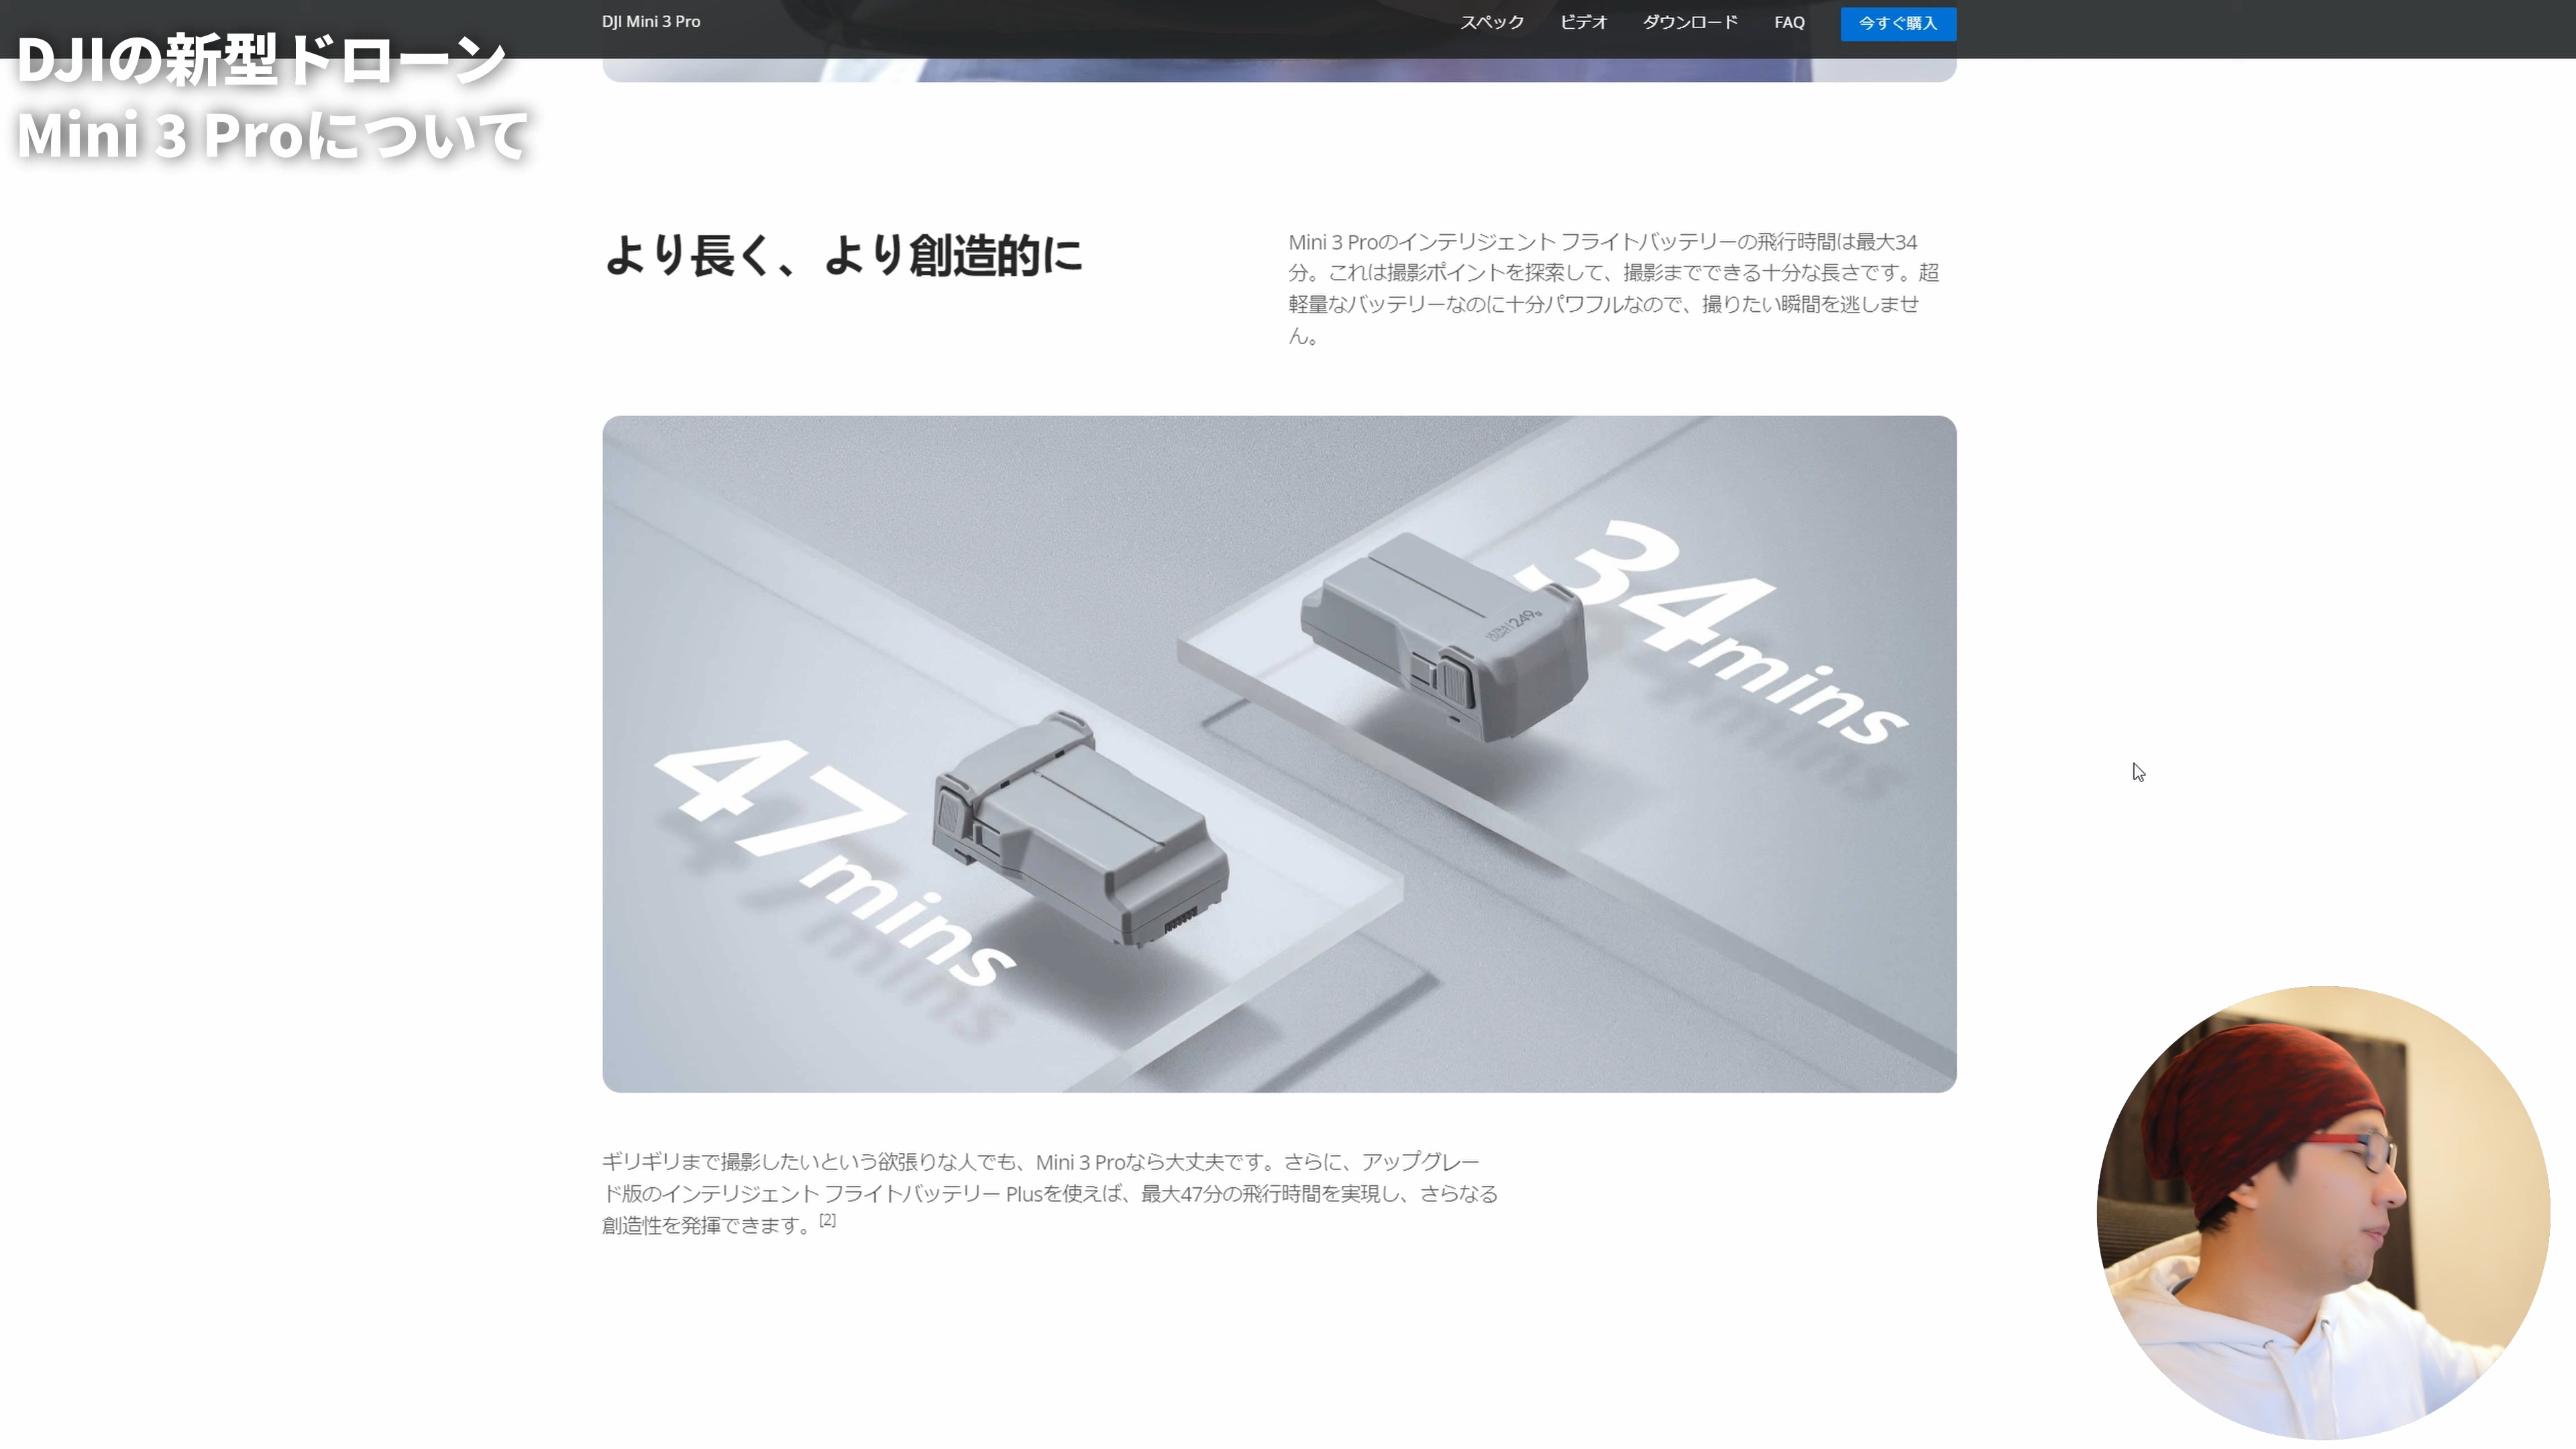 DJI Mini 3 Pro
スペック
ビデオ
ダウンロード
FAQ
今すぐ購入
DJIの新型ドローン
Mini 3 Proについて
より長く、より創造的に
Mini 3 Proのインテリジェント フライトバッテリーの飛行時間は最大34
分。これは撮影ポイントを探索して、撮影までできる十分な長さです。超
軽量なバッテリーなのに十分パワフルなので、撮りたい瞬間を逃しませ
ん。
34mins
249g
47mins
ギリギリまで撮影したいという欲張りな人でも、Mini 3 Proなら大丈夫です。さらに、アップグレー
ド版のインテリジェント フライトバッテリー Plusを使えば、最大47分の飛行時間を実現し、さらなる
創造性を発揮できます。[2]